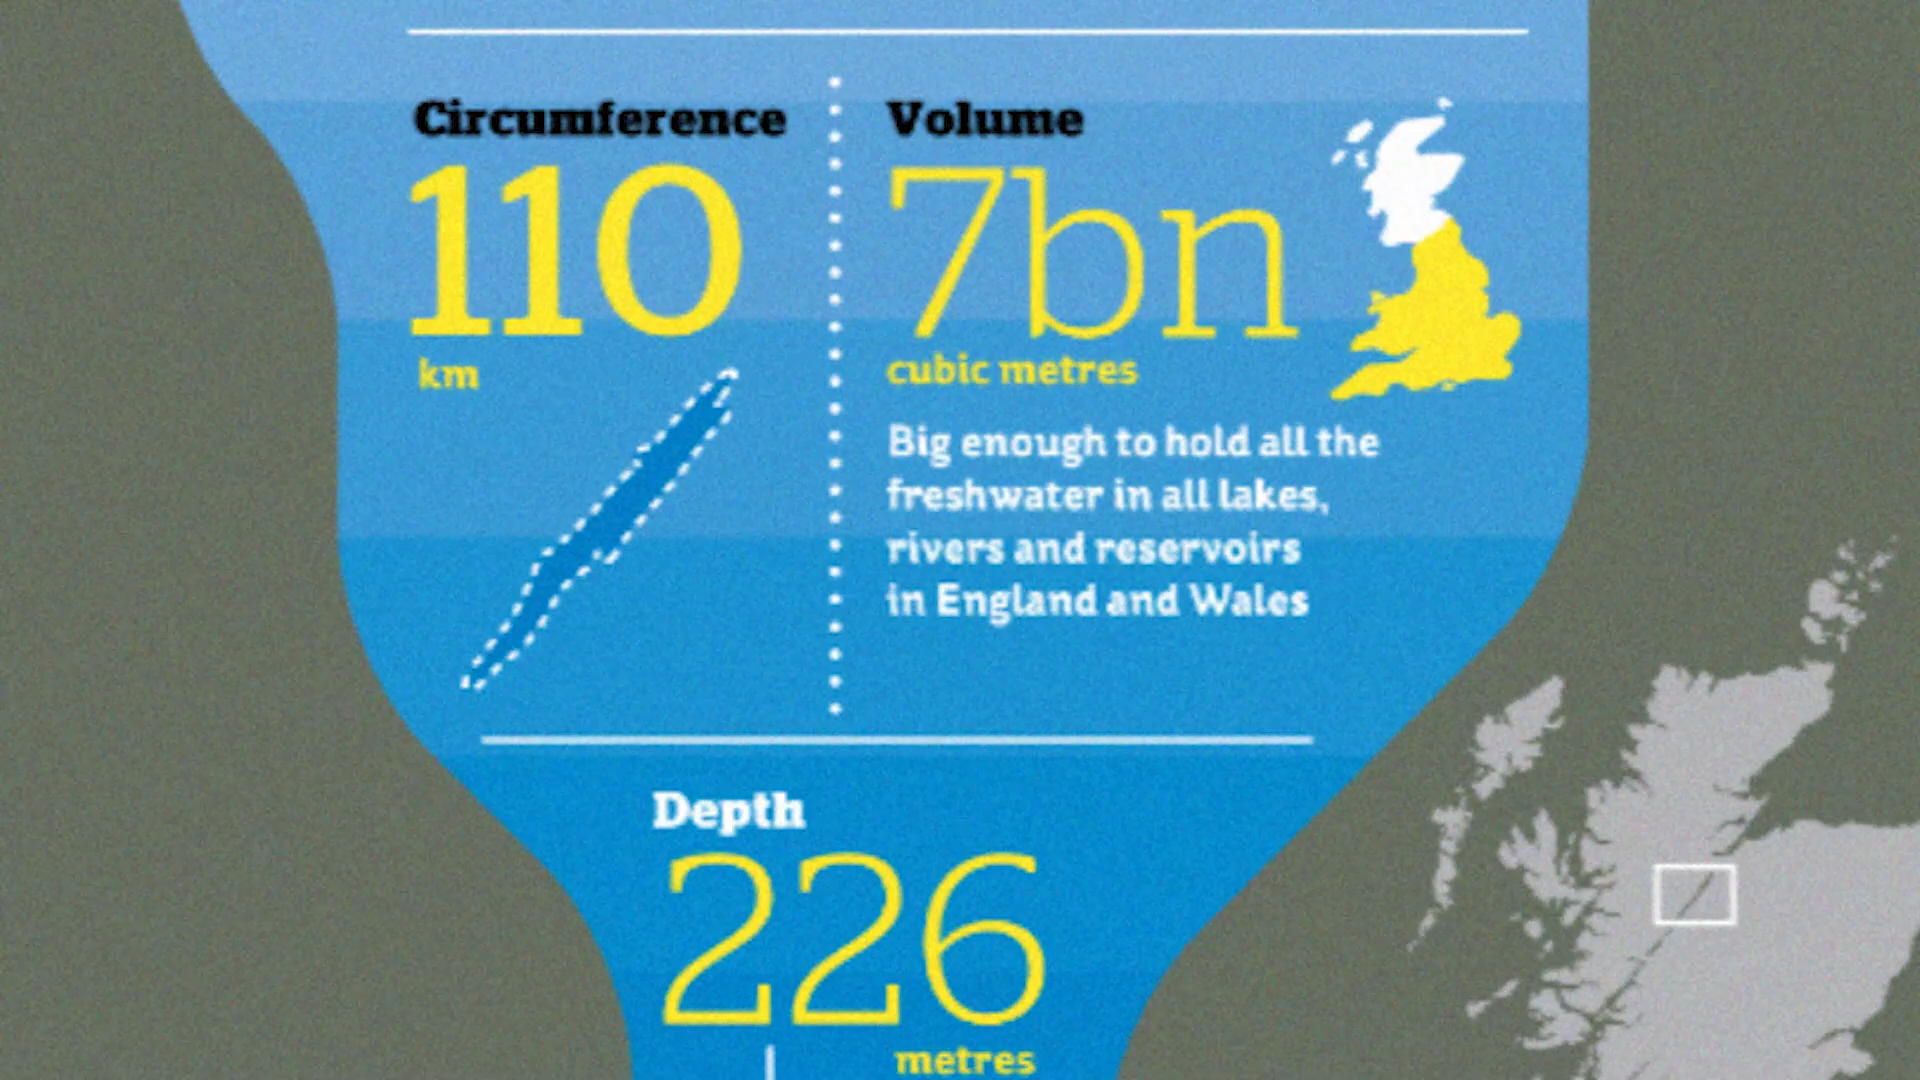 Circumference
110
km
Volume
7bn
cubic metres
Big enough to hold all the
freshwater in all lakes,
rivers and reservoirs
in England and Wales
Depth
226
metres